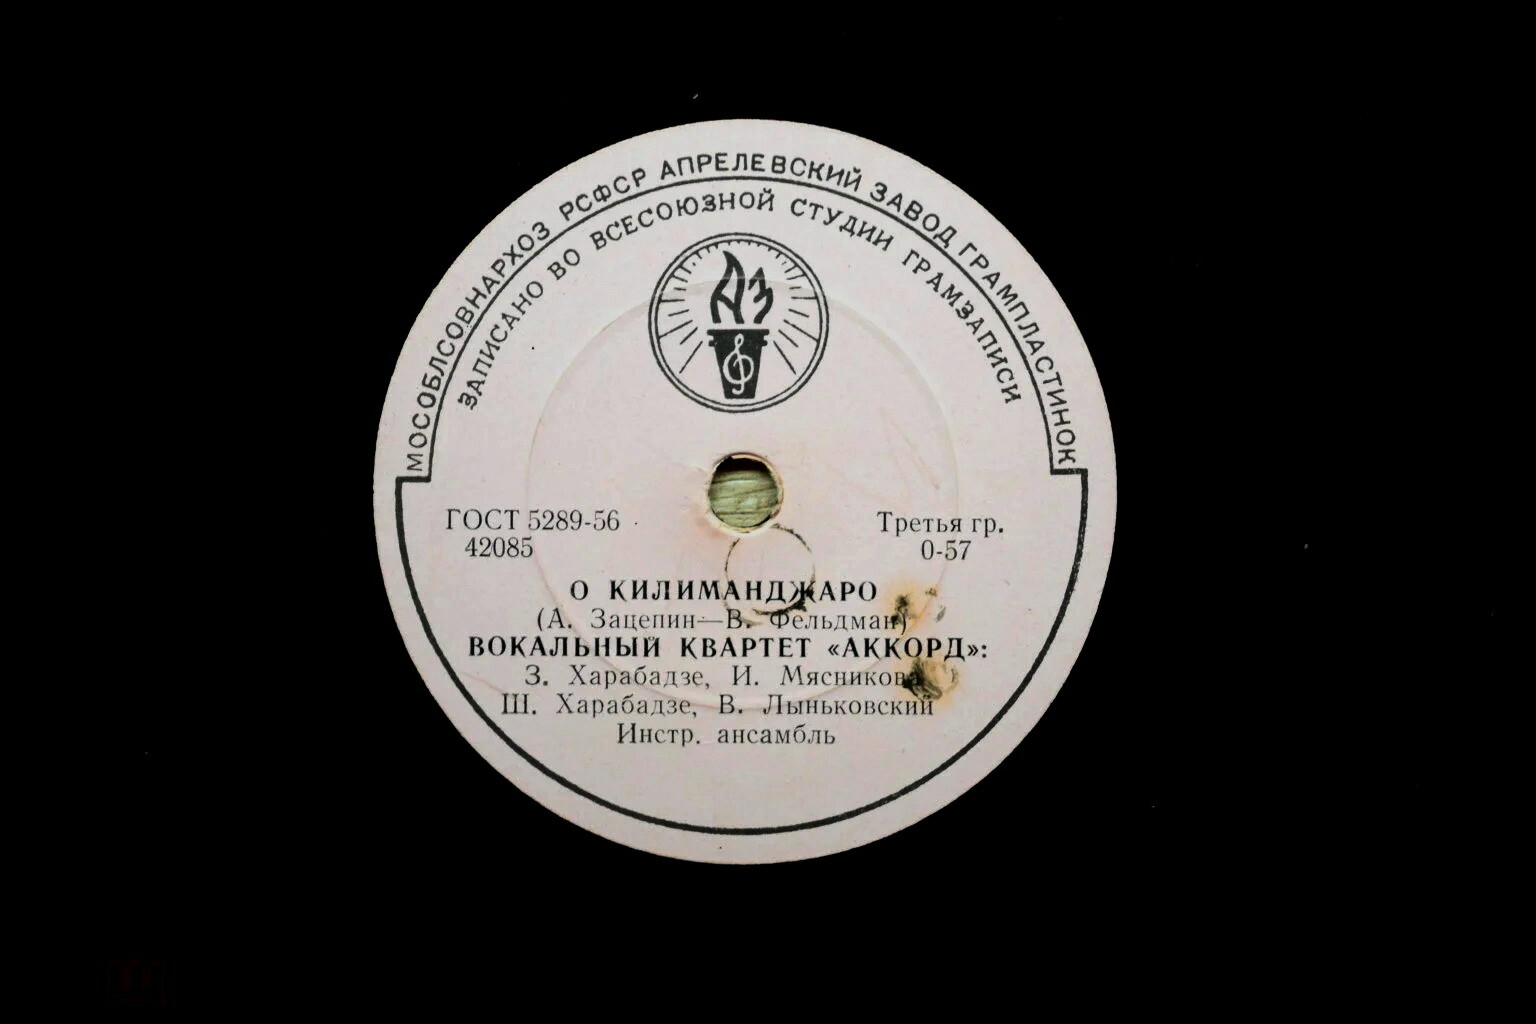 МОСОБЛСОВНАРХОЗ РСФСР АПРЕЛЕВСКИЙ ЗАВОД ГРАМПЛАСТИНОК
ЗАПИСАНО ВО ВСЕСОЮЗНОЙ СТУДИИ ГРАМЗАПИСИ
АЗ
ГОСТ 5289-56 Третья гр.
42085 0-57
О КИЛИМАНДЖАРО
(А. Зацепин—В. Фельдман)
ВОКАЛЬНЫЙ КВАРТЕТ «АККОРД»:
З. Харабадзе, И. Мясникова
Ш. Харабадзе, В. Лыньковский
Инстр. ансамбль